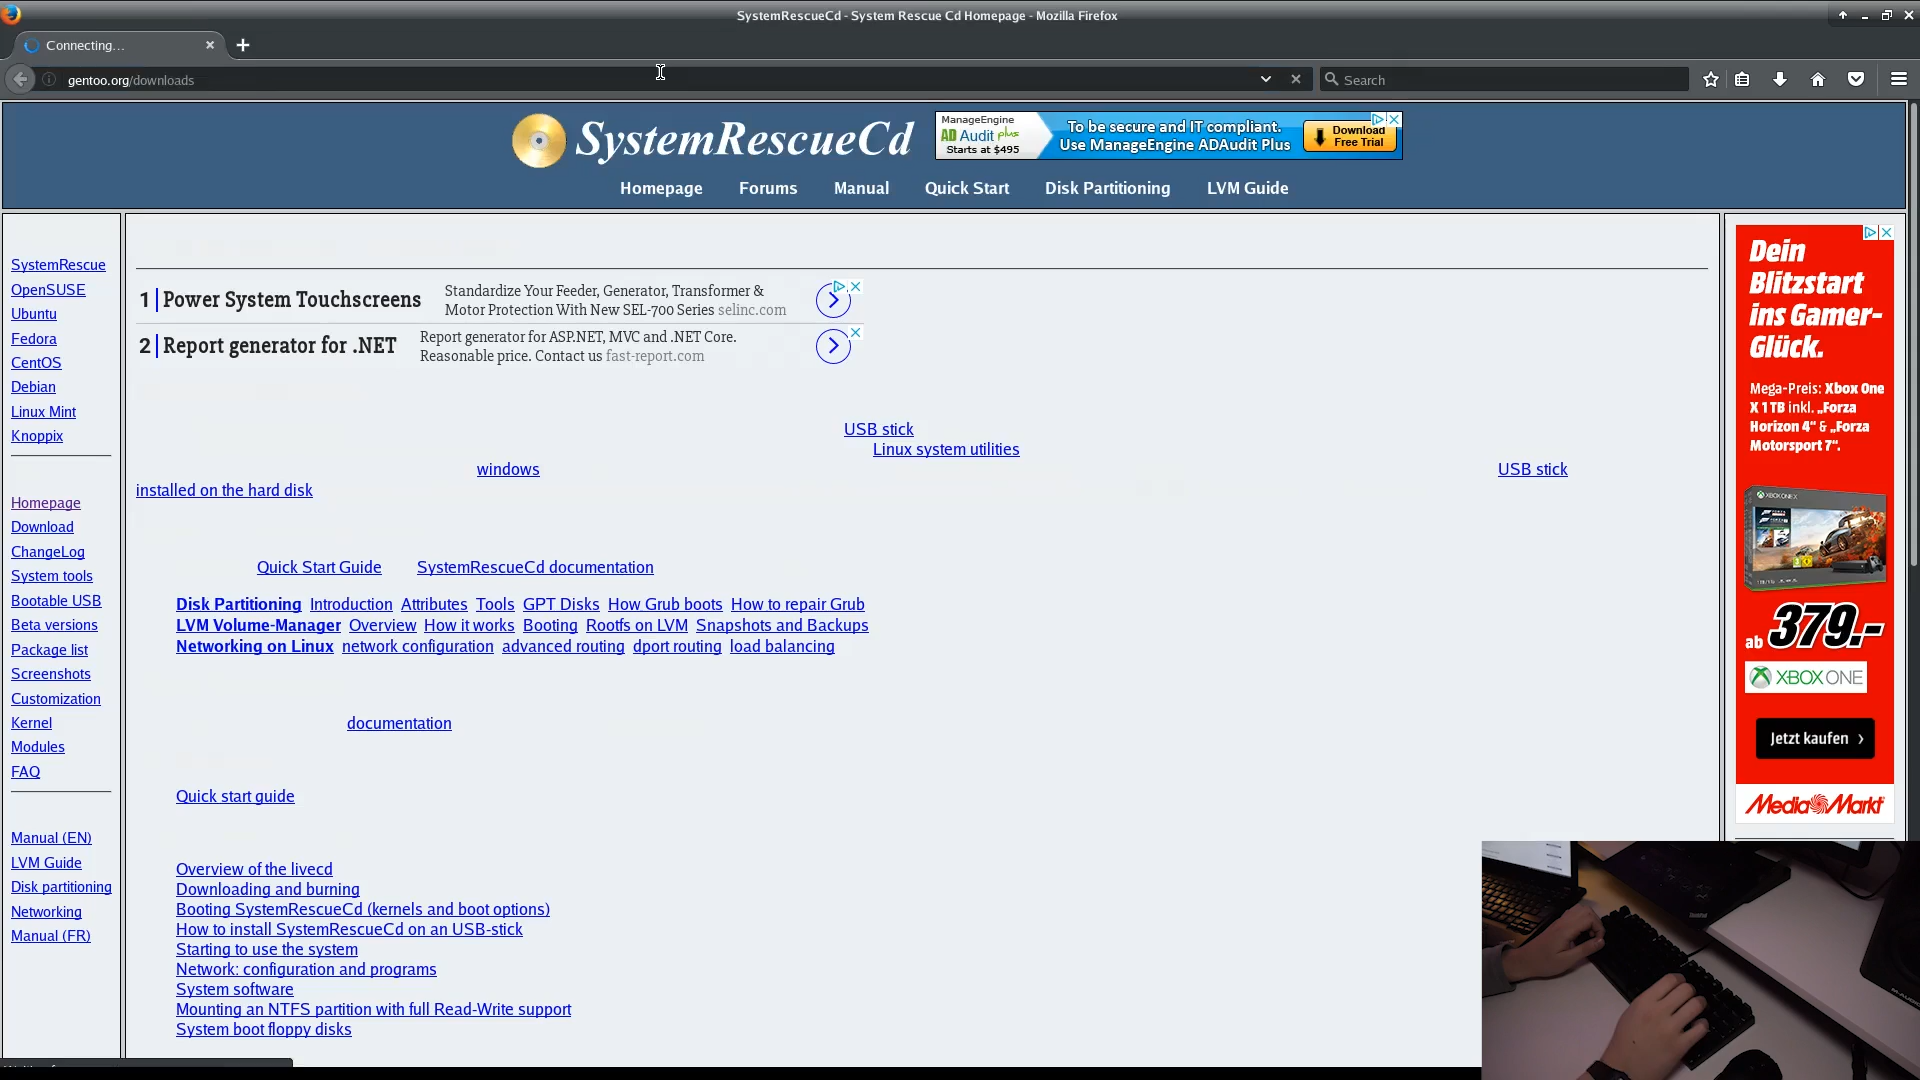 SystemRescueCd - System Rescue Cd Homepage - Mozilla Firefox
Connecting…
gentoo.org/downloads
Search
SystemRescueCd
ManageEngine
AD Audit plus
Starts at $495
To be secure and IT compliant.
Use ManageEngine ADAudit Plus
Download
Free Trial
Homepage
Forums
Manual
Quick Start
Disk Partitioning
LVM Guide
SystemRescue
OpenSUSE
Ubuntu
Fedora
CentOS
Debian
Linux Mint
Knoppix
Homepage
Download
ChangeLog
System tools
Bootable USB
Beta versions
Package list
Screenshots
Customization
Kernel
Modules
FAQ
Manual (EN)
LVM Guide
Disk partitioning
Networking
Manual (FR)
1 Power System Touchscreens
Standardize Your Feeder, Generator, Transformer &
Motor Protection With New SEL-700 Series selinc.com
2 Report generator for .NET
Report generator for ASP.NET, MVC and .NET Core.
Reasonable price. Contact us fast-report.com
USB stick
Linux system utilities
windows
USB stick
installed on the hard disk
Quick Start Guide
SystemRescueCd documentation
Disk Partitioning Introduction Attributes Tools GPT Disks How Grub boots How to repair Grub
LVM Volume-Manager Overview How it works Booting Rootfs on LVM Snapshots and Backups
Networking on Linux network configuration advanced routing dport routing load balancing
documentation
Quick start guide
Overview of the livecd
Downloading and burning
Booting SystemRescueCd (kernels and boot options)
How to install SystemRescueCd on an USB-stick
Starting to use the system
Network: configuration and programs
System software
Mounting an NTFS partition with full Read-Write support
System boot floppy disks
Dein
Blitzstart
ins Gamer-
Glück.
Mega-Preis: Xbox One
X 1 TB inkl. „Forza
Horizon 4“ & „Forza
Motorsport 7“.
ab 379.-
XBOX ONE
Jetzt kaufen
Media Markt